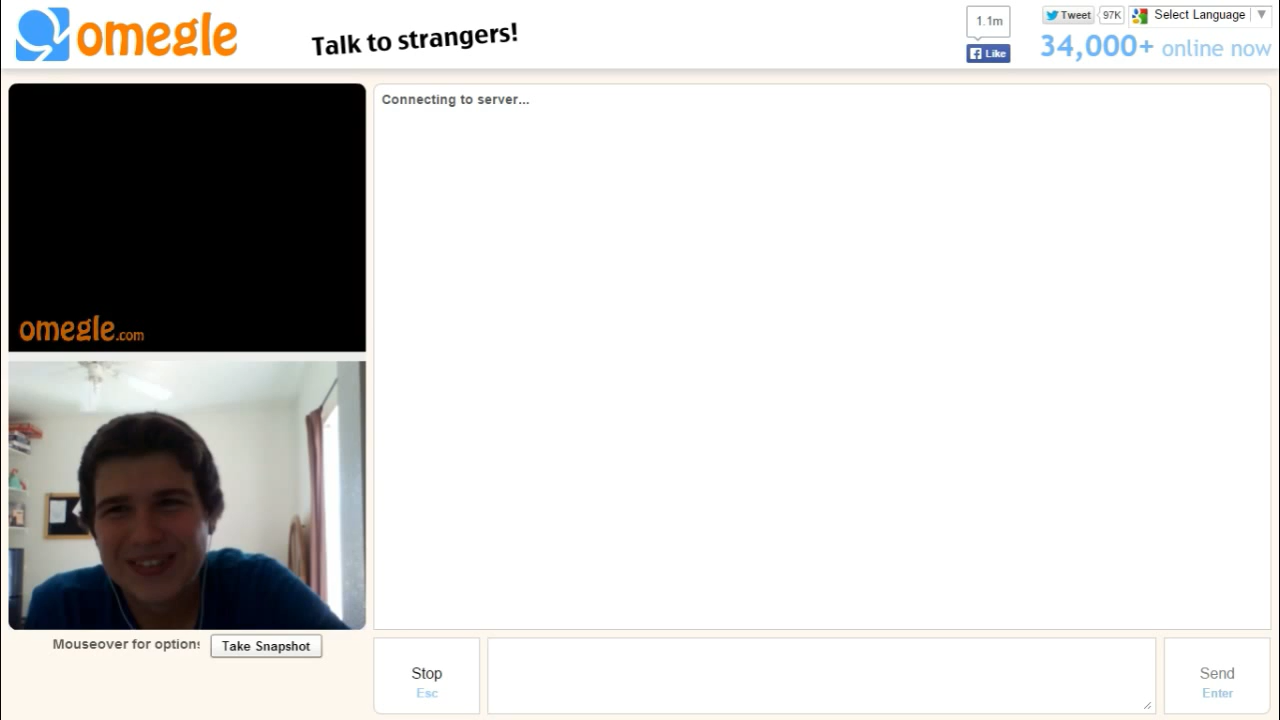 omegle
Talk to strangers!
1.1m
Like
Tweet
97K
Select Language
34,000+ online now
Connecting to server...
omegle.com
Mouseover for options
Take Snapshot
Stop
Esc
Send
Enter